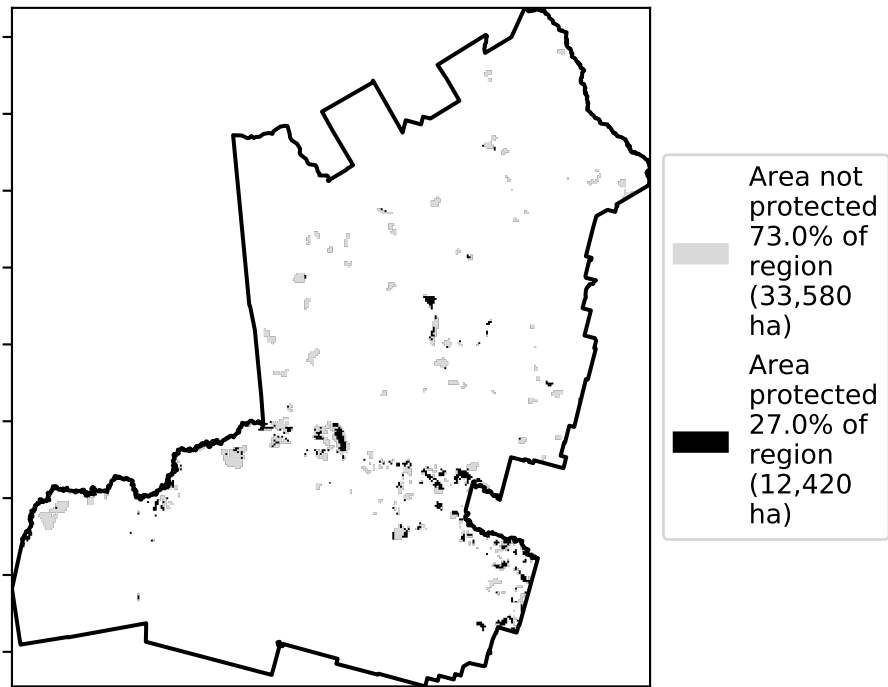 Area not
protected
73.0% of
region
(33,580
ha)
Area
protected
27.0% of
region
(12,420
ha)